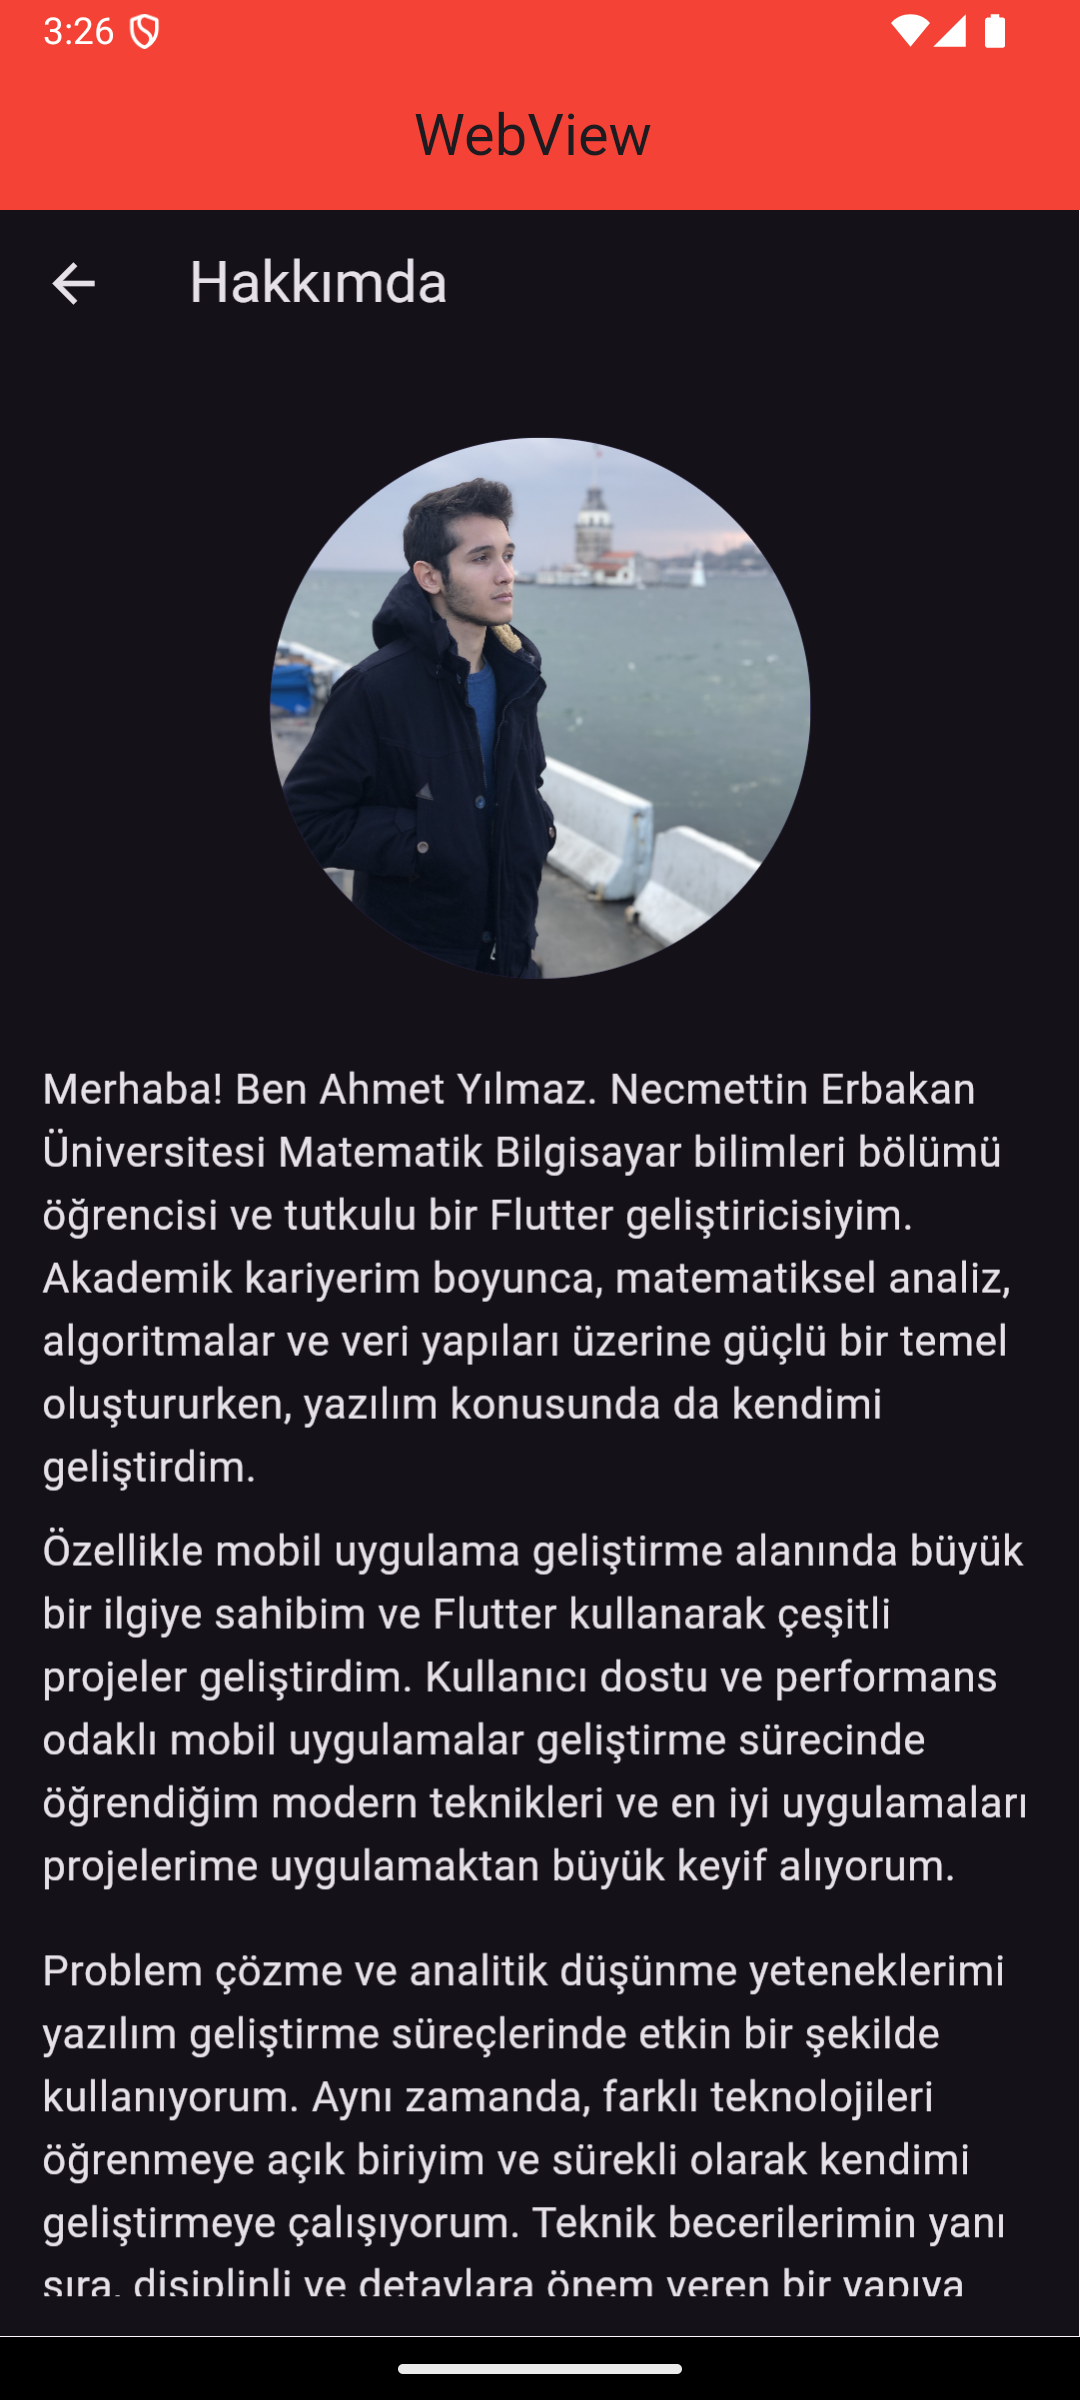 3:26
WebView
Hakkımda
Merhaba! Ben Ahmet Yılmaz. Necmettin Erbakan
Üniversitesi Matematik Bilgisayar bilimleri bölümü
öğrencisi ve tutkulu bir Flutter geliştiricisiyim.
Akademik kariyerim boyunca, matematiksel analiz,
algoritmalar ve veri yapıları üzerine güçlü bir temel
oluştururken, yazılım konusunda da kendimi
geliştirdim.
Özellikle mobil uygulama geliştirme alanında büyük
bir ilgiye sahibim ve Flutter kullanarak çeşitli
projeler geliştirdim. Kullanıcı dostu ve performans
odaklı mobil uygulamalar geliştirme sürecinde
öğrendiğim modern teknikleri ve en iyi uygulamaları
projelerime uygulamaktan büyük keyif alıyorum.
Problem çözme ve analitik düşünme yeteneklerimi
yazılım geliştirme süreçlerinde etkin bir şekilde
kullanıyorum. Aynı zamanda, farklı teknolojileri
öğrenmeye açık biriyim ve sürekli olarak kendimi
geliştirmeye çalışıyorum. Teknik becerilerimin yanı
sıra, disiplinli ve detaylara önem veren bir yapıya